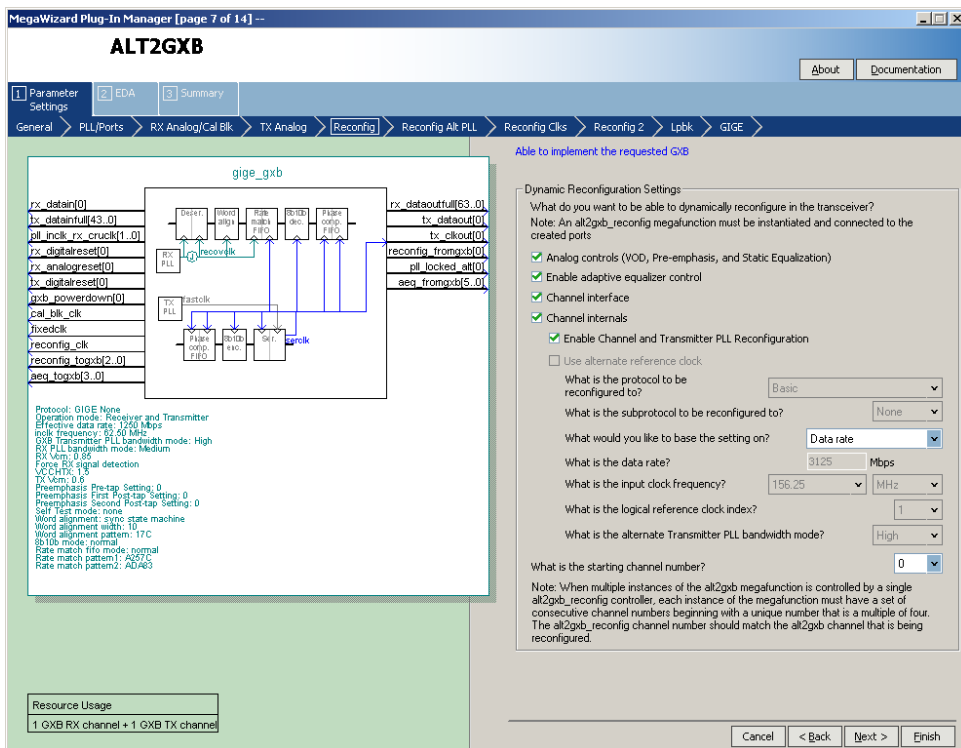 MegaWizard Plug-In Manager [page 7 of 14] --
ALT2GXB
About
Documentation
1 Parameter Settings
2 EDA
3 Summary
General
PLL/Ports
RX Analog/Cal Blk
TX Analog
Reconfig
Reconfig Alt PLL
Reconfig Clks
Reconfig 2
Lpbk
GIGE
gige_gxb
rx_datain[0]
tx_datainfull[43..0]
pll_inclk_rx_cruclk[1..0]
rx_digitalreset[0]
rx_analogreset[0]
tx_digitalreset[0]
gxb_powerdown[0]
cal_blk_clk
fixedclk
reconfig_clk
reconfig_togxb[2..0]
aeq_togxb[3..0]
Deser.
Word align
Rate match FIFO
8b10b dec.
Phase comp. FIFO
RX PLL
recovclk
TX PLL
fastclk
Phase comp. FIFO
8b10b enc.
Ser.
serclk
rx_dataoutfull[63..0]
tx_dataout[0]
tx_clkout[0]
reconfig_fromgxb[0]
pll_locked_alt[0]
aeq_fromgxb[5..0]
Protocol: GIGE None
Operation mode: Receiver and Transmitter
Effective data rate: 1250 Mbps
inclk frequency: 62.50 MHz
GXB Transmitter PLL bandwidth mode: High
RX PLL bandwidth mode: Medium
RX Vcm: 0.85
Force RX signal detection
VCCHTX: 1.5
TX Vcm: 0.6
Preemphasis Pre-tap Setting: 0
Preemphasis First Post-tap Setting: 0
Preemphasis Second Post-tap Setting: 0
Self Test mode: none
Word alignment: sync state machine
Word alignment width: 10
Word alignment pattern: 17C
8b10b mode: normal
Rate match fifo mode: normal
Rate match pattern1: A257C
Rate match pattern2: ADA83
Resource Usage
1 GXB RX channel + 1 GXB TX channel
Able to implement the requested GXB
Dynamic Reconfiguration Settings
What do you want to be able to dynamically reconfigure in the transceiver?
Note: An alt2gxb_reconfig megafunction must be instantiated and connected to the
created ports
Analog controls (VOD, Pre-emphasis, and Static Equalization)
Enable adaptive equalizer control
Channel interface
Channel internals
Enable Channel and Transmitter PLL Reconfiguration
Use alternate reference clock
What is the protocol to be
reconfigured to?
Basic
What is the subprotocol to be reconfigured to?
None
What would you like to base the setting on?
Data rate
What is the data rate?
3125 Mbps
What is the input clock frequency?
156.25 MHz
What is the logical reference clock index?
1
What is the alternate Transmitter PLL bandwidth mode?
High
What is the starting channel number?
0
Note: When multiple instances of the alt2gxb megafunction is controlled by a single
alt2gxb_reconfig controller, each instance of the megafunction must have a set of
consecutive channel numbers beginning with a unique number that is a multiple of four.
The alt2gxb_reconfig channel number should match the alt2gxb channel that is being
reconfigured.
Cancel
< Back
Next >
Finish